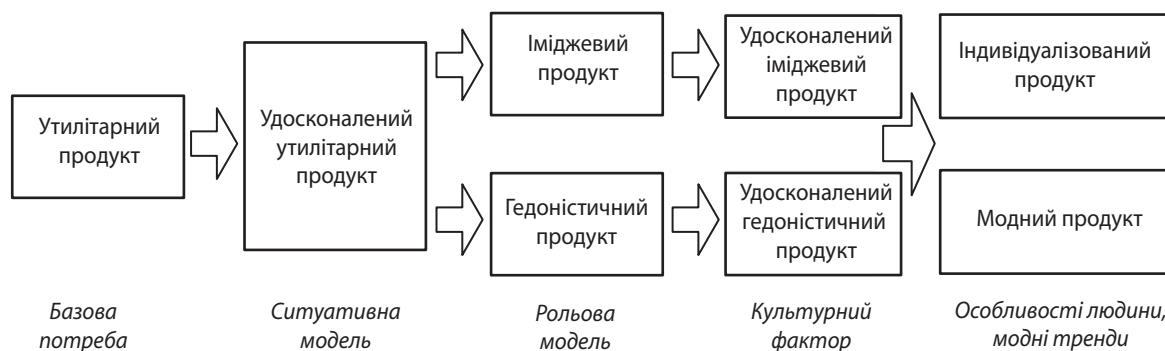 Утилітарний
продукт
Удосконалений
утилітарний
продукт
Іміджевий
продукт
Гедоністичний
продукт
Удосконалений
іміджевий
продукт
Удосконалений
гедоністичний
продукт
Індивідуалізований
продукт
Модний продукт
Базова
потреба
Ситуативна
модель
Рольова
модель
Культурний
фактор
Особливості людини,
модні тренди